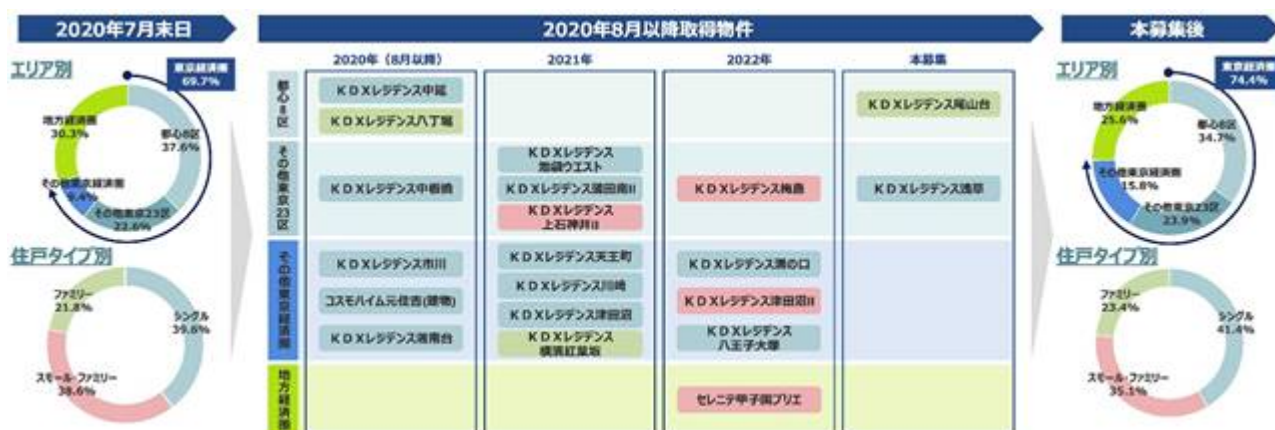 2020年7月末日
2020年8月以降取得物件
本募集後
エリア別
東京経済圏
69.7%
地方経済圏
30.3%
都心8区
37.6%
その他東京経済圏
9.4%
その他東京23区
22.6%
住戸タイプ別
ファミリー
21.8%
シングル
39.6%
スモール・ファミリー
38.6%
2020年（8月以降）
2021年
2022年
本募集
都心8区
KDXレジデンス中延
KDXレジデンス八丁堀
KDXレジデンス尾山台
その他東京23区
KDXレジデンス中板橋
KDXレジデンス
池袋ウエスト
KDXレジデンス蒲田南II
KDXレジデンス
上石神井II
KDXレジデンス梅島
KDXレジデンス浅草
その他東京経済圏
KDXレジデンス市川
コスモハイム元住吉(建物)
KDXレジデンス湘南台
KDXレジデンス天王町
KDXレジデンス川崎
KDXレジデンス津田沼
KDXレジデンス
横濱紅葉坂
KDXレジデンス溝の口
KDXレジデンス津田沼II
KDXレジデンス
八王子大塚
地方経済圏
セレニテ甲子園プリエ
エリア別
東京経済圏
74.4%
地方経済圏
25.6%
都心8区
34.7%
その他東京経済圏
15.8%
その他東京23区
23.9%
住戸タイプ別
ファミリー
23.4%
シングル
41.4%
スモール・ファミリー
35.1%